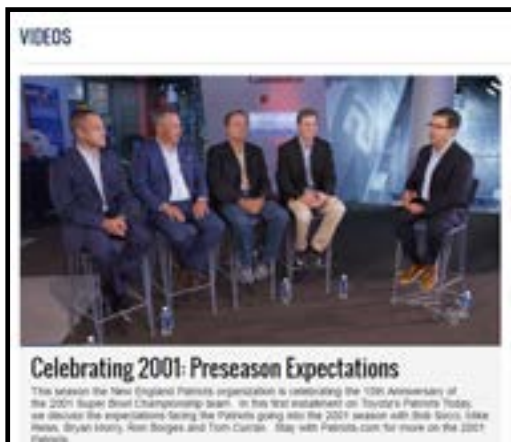 VIDEOS
Celebrating 2001: Preseason Expectations
This season the New England Patriots organization is celebrating the 15th Anniversary of
the 2001 Super Bowl Championship team. In this first installment on Toyota's Patriots Today,
we discuss the expectations facing the Patriots going into the 2001 season with Bob Socci, Mike
Reiss, Bryan Morry, Ron Borges and Tom Curran. Stay with Patriots.com for more on the 2001
Patriots.